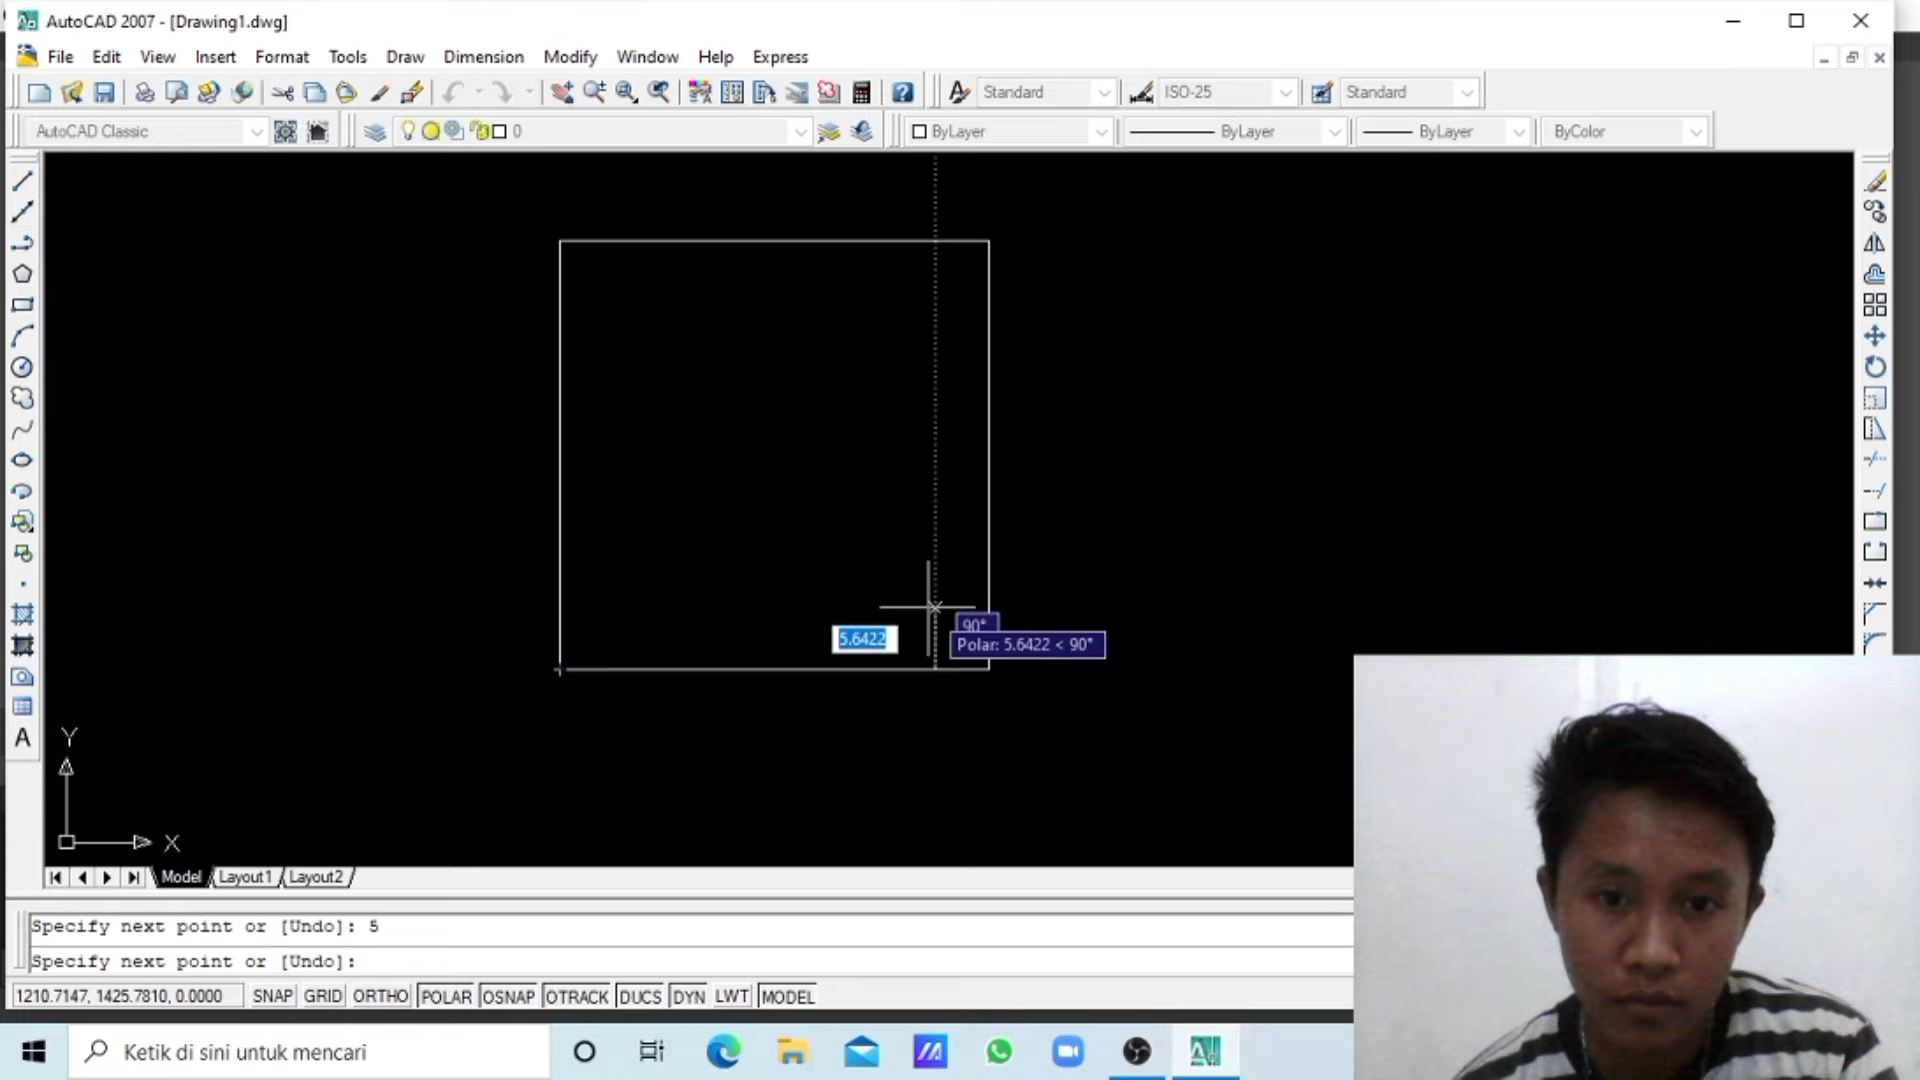 AutoCAD 2007 - [Drawing1.dwg]
File Edit View Insert Format Tools Draw Dimension Modify Window Help Express
Standard ISO-25 Standard
AutoCAD Classic 0 ByLayer ByLayer ByLayer ByColor
90°
5.6422 Polar: 5.6422 < 90°
A
Y
X
Model Layout1 Layout2
Specify next point or [Undo]: 5
Specify next point or [Undo]:
1210.7147, 1425.7810, 0.0000 SNAP GRID ORTHO POLAR OSNAP OTRACK DUCS DYN LWT MODEL
Ketik di sini untuk mencari